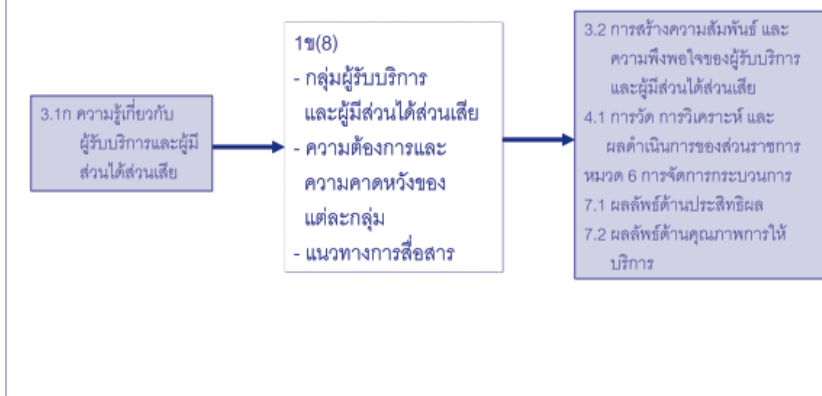 3.1ก ความรู้เกี่ยวกับ
ผู้รับบริการและผู้มี
ส่วนได้ส่วนเสีย
1ข(8)
- กลุ่มผู้รับบริการ
และผู้มีส่วนได้ส่วนเสีย
- ความต้องการและ
ความคาดหวังของ
แต่ละกลุ่ม
- แนวทางการสื่อสาร
3.2 การสร้างความสัมพันธ์ และ
ความพึงพอใจของผู้รับบริการ
และผู้มีส่วนได้ส่วนเสีย
4.1 การวัด การวิเคราะห์ และ
ผลดำเนินการของส่วนราชการ
หมวด 6 การจัดการกระบวนการ
7.1 ผลลัพธ์ด้านประสิทธิผล
7.2 ผลลัพธ์ด้านคุณภาพการให้
บริการ